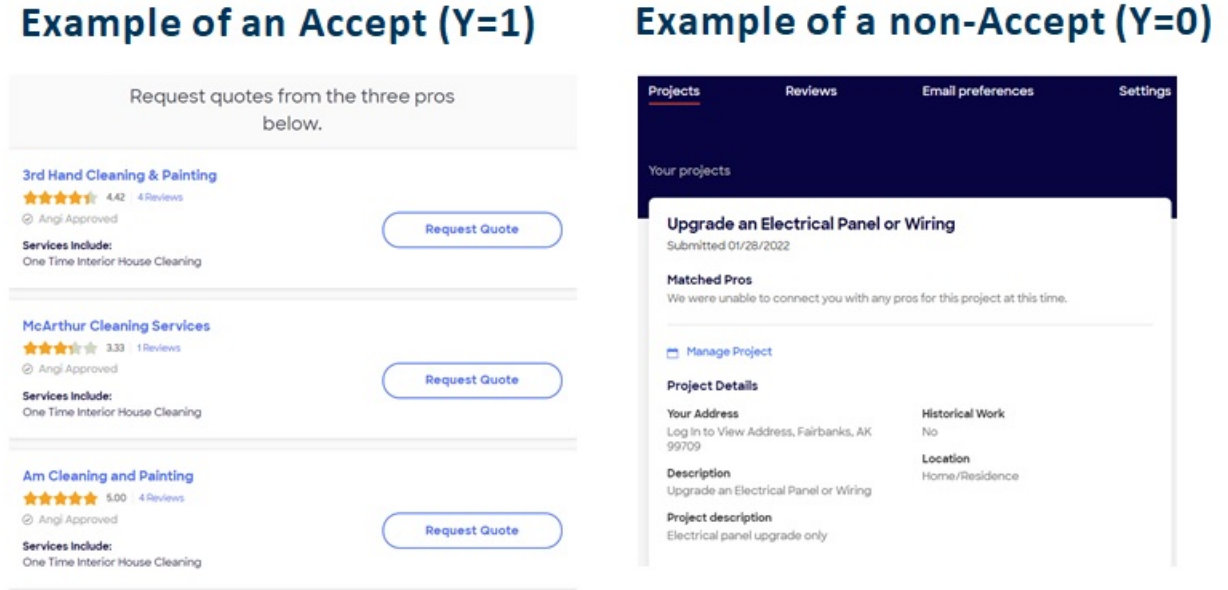 Example of an Accept (Y=1)
Request quotes from the three pros
below.
3rd Hand Cleaning & Painting
4.42 | 4 Reviews
Angi Approved
Services Include:
One Time Interior House Cleaning
Request Quote
McArthur Cleaning Services
3.33 | 1 Reviews
Angi Approved
Services Include:
One Time Interior House Cleaning
Request Quote
Am Cleaning and Painting
5.00 | 4 Reviews
Angi Approved
Services Include:
One Time Interior House Cleaning
Request Quote
Example of a non-Accept (Y=0)
Projects Reviews Email preferences Settings
Your projects
Upgrade an Electrical Panel or Wiring
Submitted 01/28/2022
Matched Pros
We were unable to connect you with any pros for this project at this time.
Manage Project
Project Details
Your Address
Log In to View Address, Fairbanks, AK
99709
Description
Upgrade an Electrical Panel or Wiring
Project description
Electrical panel upgrade only
Historical Work
No
Location
Home/Residence